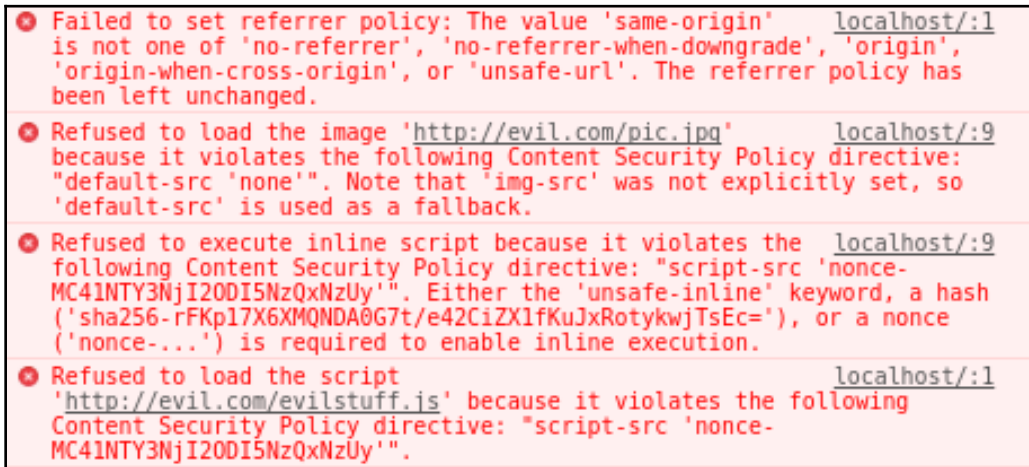 Failed to set referrer policy: The value 'same-origin' localhost/:1
is not one of 'no-referrer', 'no-referrer-when-downgrade', 'origin',
'origin-when-cross-origin', or 'unsafe-url'. The referrer policy has
been left unchanged.
Refused to load the image 'http://evil.com/pic.jpg' localhost/:9
because it violates the following Content Security Policy directive:
"default-src 'none'". Note that 'img-src' was not explicitly set, so
'default-src' is used as a fallback.
Refused to execute inline script because it violates the localhost/:9
following Content Security Policy directive: "script-src 'nonce-
MC41NTY3NjI2ODI5NzQxNzUy'". Either the 'unsafe-inline' keyword, a hash
('sha256-rFKp17X6XMQNDA0G7t/e42CiZX1fKuJxRotykwjTsEc='), or a nonce
('nonce-...') is required to enable inline execution.
Refused to load the script localhost/:1
'http://evil.com/evilstuff.js' because it violates the following
Content Security Policy directive: "script-src 'nonce-
MC41NTY3NjI2ODI5NzQxNzUy'".